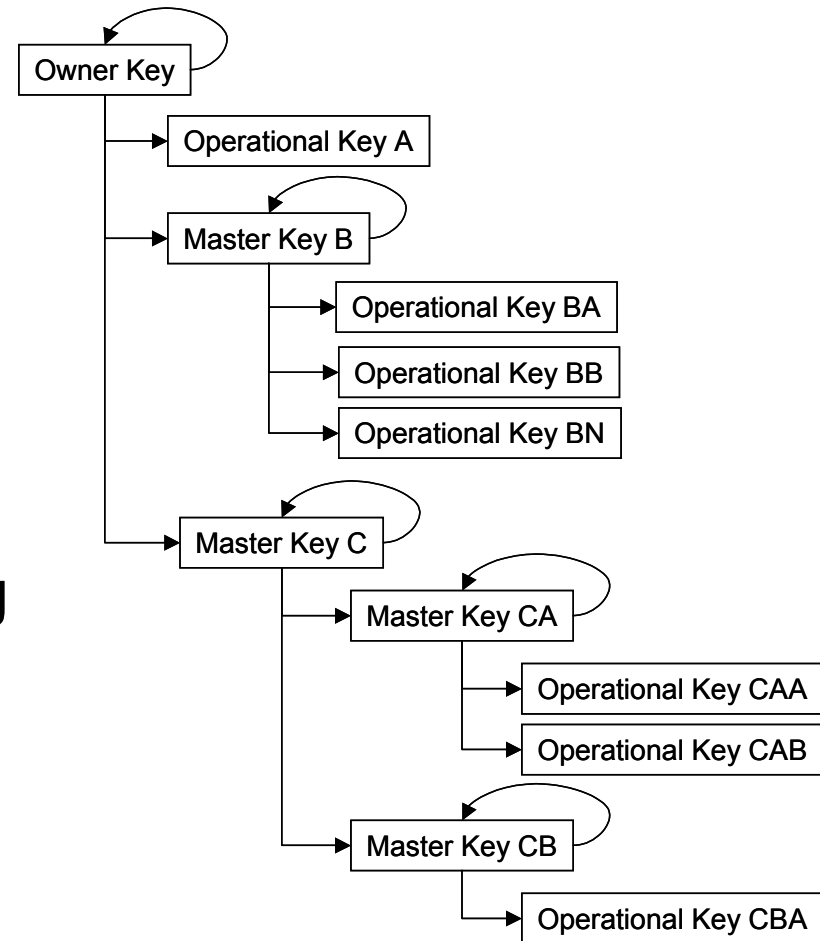 Owner Key
Operational Key A
Master Key B
Operational Key BA
Operational Key BB
Operational Key BN
Master Key C
g
Master Key CA
Operational Key CAA
Operational Key CAB
Master Key CB
Operational Key CBA